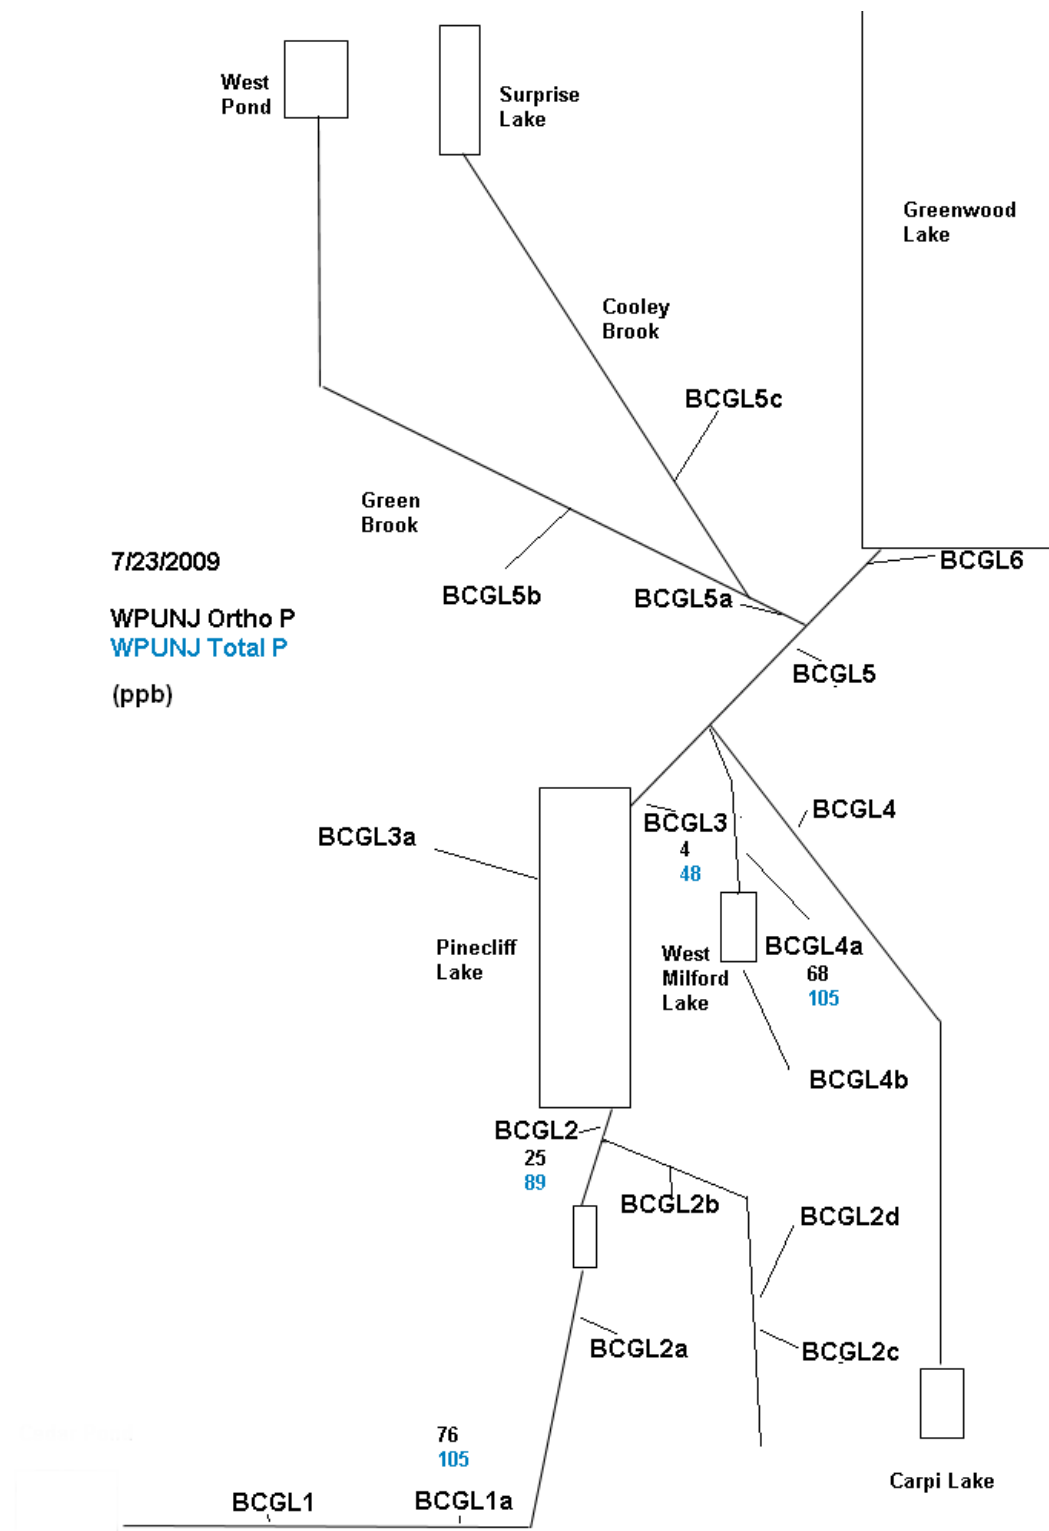 West
Pond
Surprise
Lake
Greenwood
Lake
Cooley
Brook
BCGL5c
Green
Brook
7/23/2009
BCGL6
BCGL5b
BCGL5a
WPUNJ Ortho P
WPUNJ Total P
(ppb)
BCGL5
BCGL3a
BCGL3
4
48
BCGL4
Pinecliff
Lake
West
Milford
Lake
BCGL4a
68
105
BCGL4b
BCGL2
25
89
BCGL2b
BCGL2d
BCGL2a
BCGL2c
76
105
Carpi Lake
BCGL1
BCGL1a